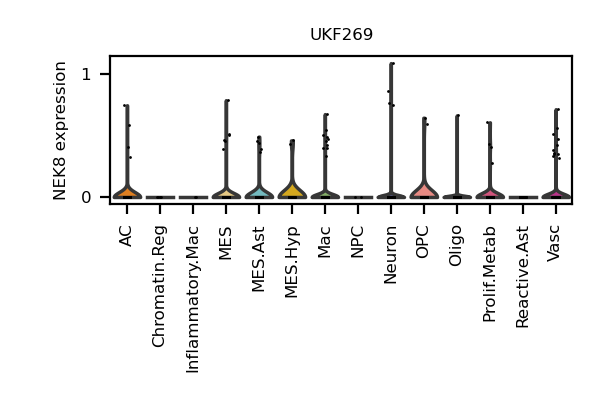 UKF269
NEK8 expression
1
0
AC
Chromatin.Reg
Inflammatory.Mac
MES
MES.Ast
MES.Hyp
Mac
NPC
Neuron
OPC
Oligo
Prolif.Metab
Reactive.Ast
Vasc